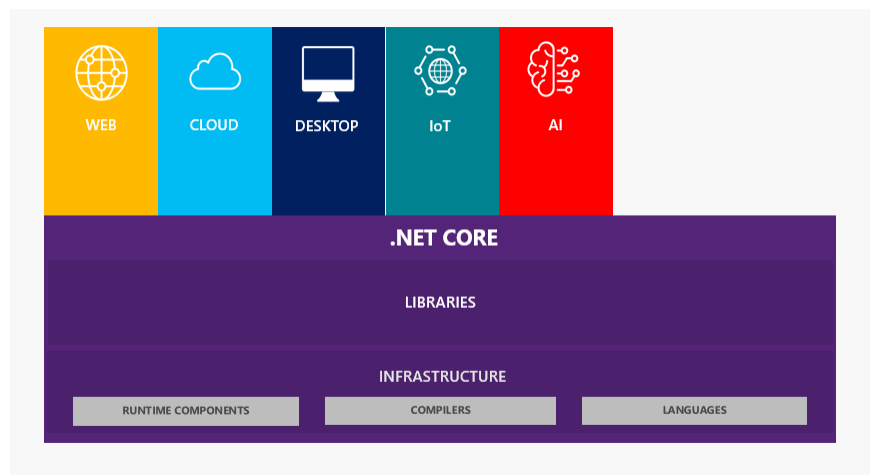 WEB
CLOUD
DESKTOP
IoT
AI
.NET CORE
LIBRARIES
INFRASTRUCTURE
RUNTIME COMPONENTS
COMPILERS
LANGUAGES